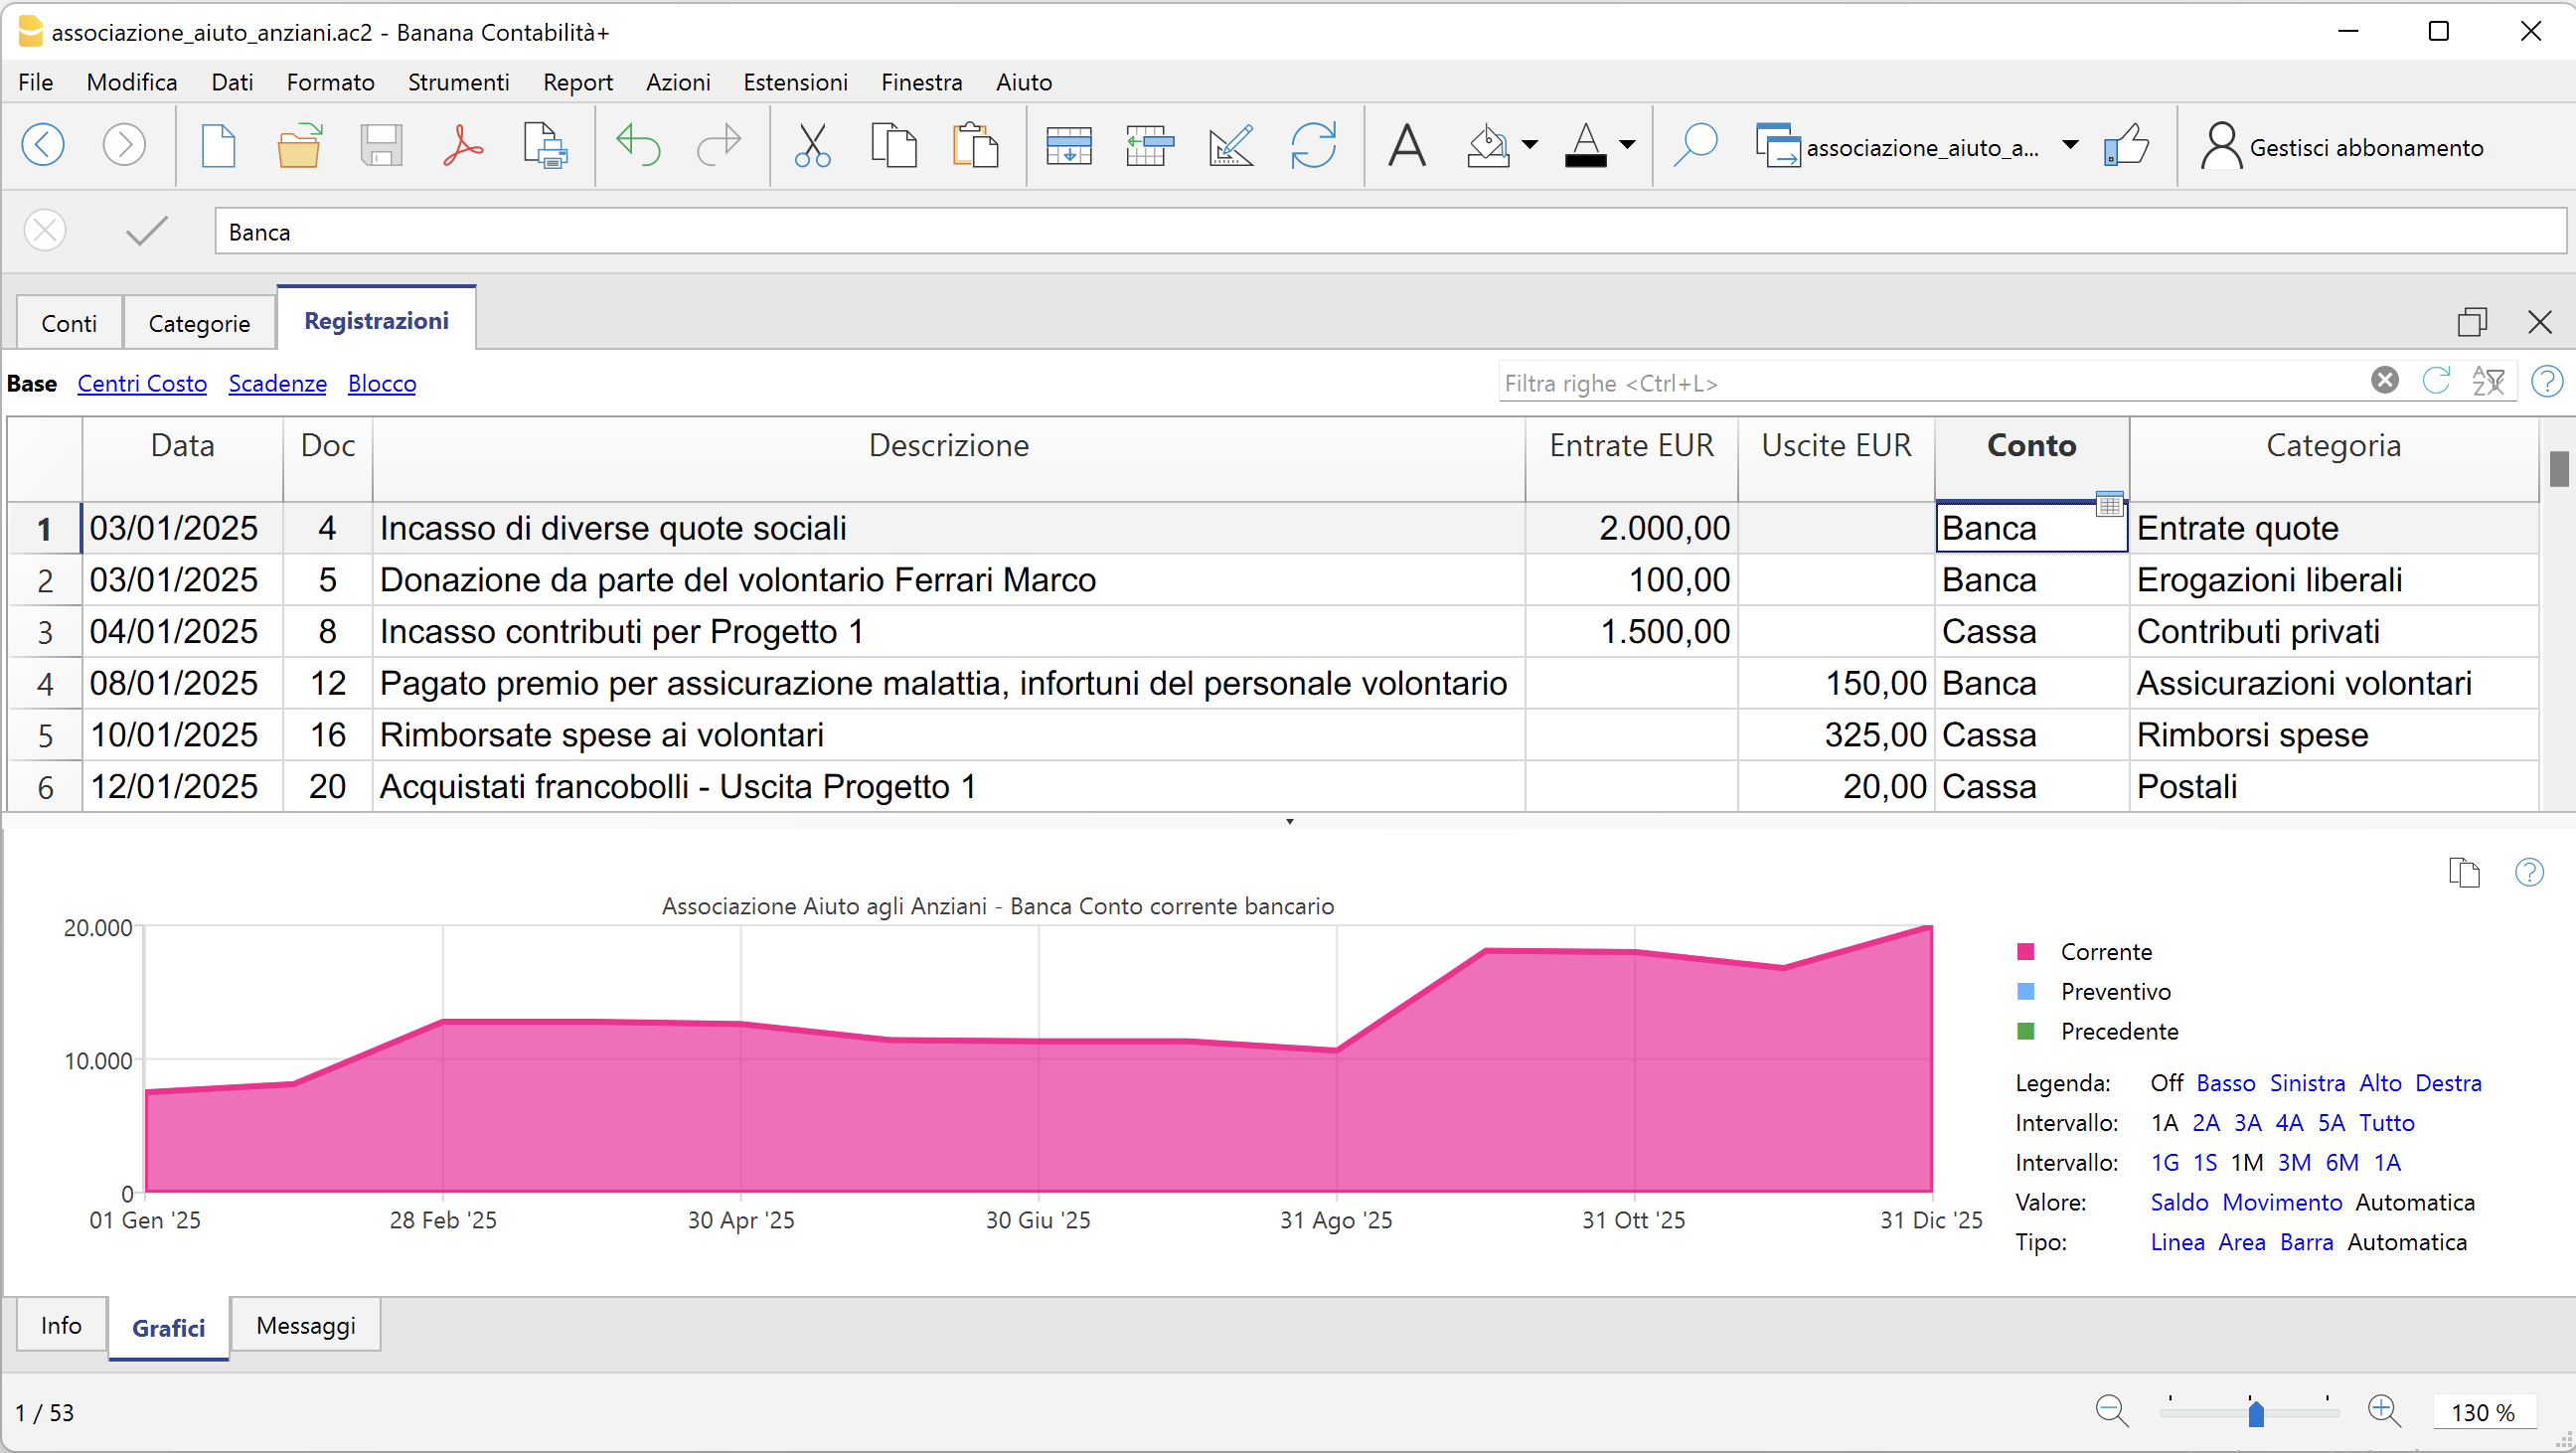 associazione_aiuto_anziani.ac2 - Banana Contabilità+
File Modifica Dati Formato Strumenti Report Azioni Estensioni Finestra Aiuto
associazione_aiuto_a... Gestisci abbonamento
Banca
Conti Categorie Registrazioni
Base Centri Costo Scadenze Blocco Filtra righe <Ctrl+L>
Data Doc Descrizione Entrate EUR Uscite EUR Conto Categoria
1 03/01/2025 4 Incasso di diverse quote sociali 2.000,00 Banca Entrate quote
2 03/01/2025 5 Donazione da parte del volontario Ferrari Marco 100,00 Banca Erogazioni liberali
3 04/01/2025 8 Incasso contributi per Progetto 1 1.500,00 Cassa Contributi privati
4 08/01/2025 12 Pagato premio per assicurazione malattia, infortuni del personale volontario 150,00 Banca Assicurazioni volontari
5 10/01/2025 16 Rimborsate spese ai volontari 325,00 Cassa Rimborsi spese
6 12/01/2025 20 Acquistati francobolli - Uscita Progetto 1 20,00 Cassa Postali
Associazione Aiuto agli Anziani - Banca Conto corrente bancario
20.000
10.000
0
01 Gen '25 28 Feb '25 30 Apr '25 30 Giu '25 31 Ago '25 31 Ott '25 31 Dic '25
Corrente
Preventivo
Precedente
Legenda: Off Basso Sinistra Alto Destra
Intervallo: 1A 2A 3A 4A 5A Tutto
Intervallo: 1G 1S 1M 3M 6M 1A
Valore: Saldo Movimento Automatica
Tipo: Linea Area Barra Automatica
Info Grafici Messaggi
1 / 53 130 %